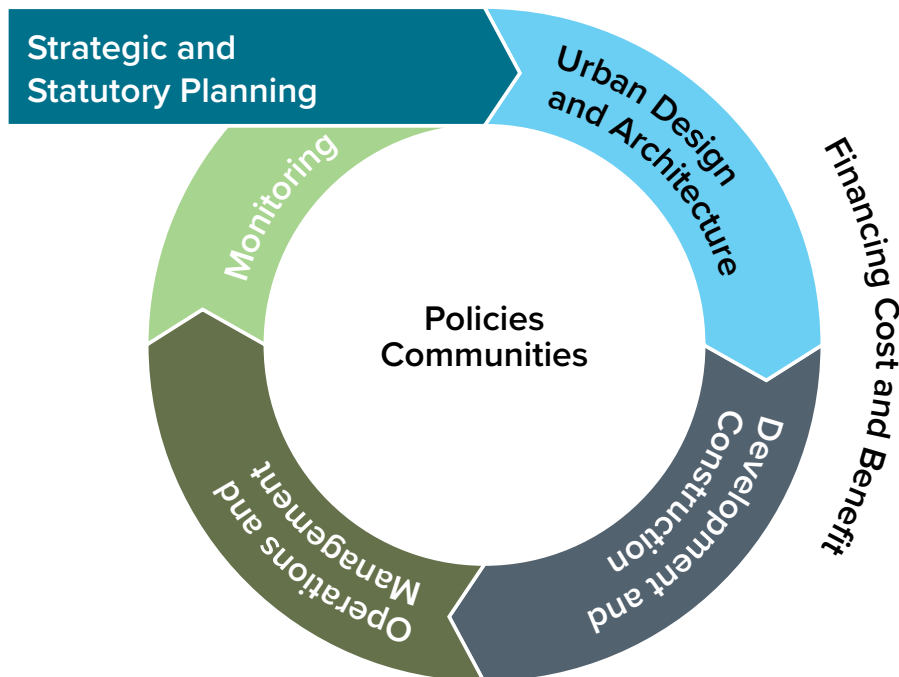 Strategic and
Statutory Planning
Urban Design
and Architecture
Financing Cost and Benefit
Development and
Construction
Operations and
Management
Monitoring
Policies
Communities